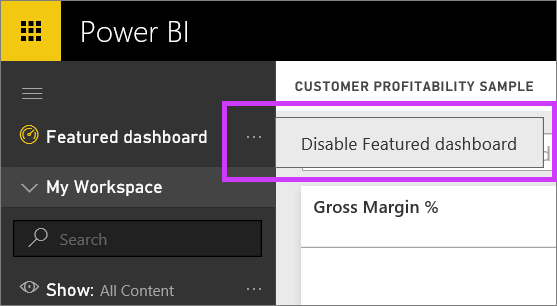 Power BI
CUSTOMER PROFITABILITY SAMPLE
Featured dashboard ...
Disable Featured dashboard
My Workspace
Gross Margin %
Search
Show: All Content ...